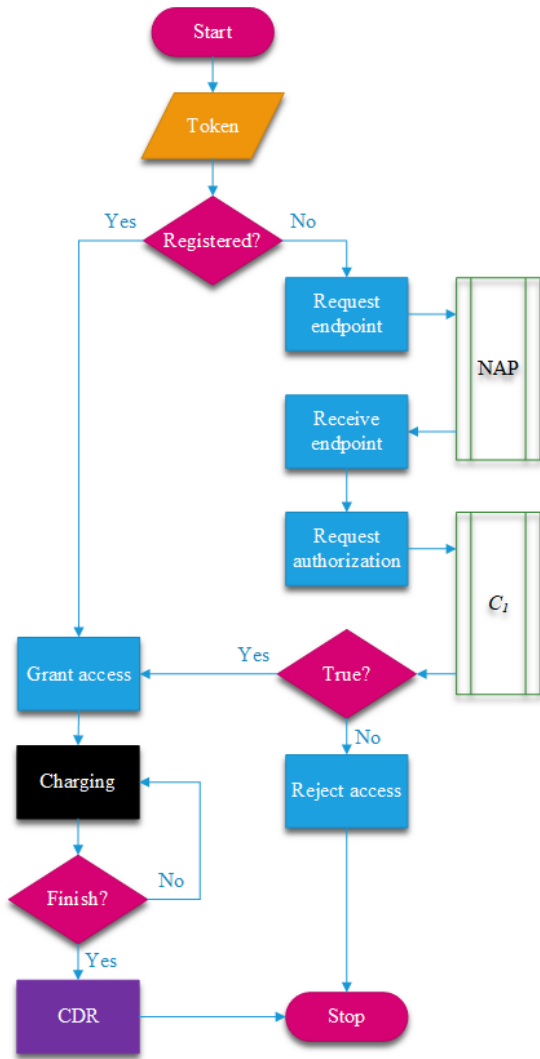 Start
Token
Yes
No
Registered?
Request
endpoint
NAP
Receive
endpoint
Request
authorization
C1
Yes
Grant access
True?
No
Charging
Reject access
No
Finish?
Yes
CDR
Stop